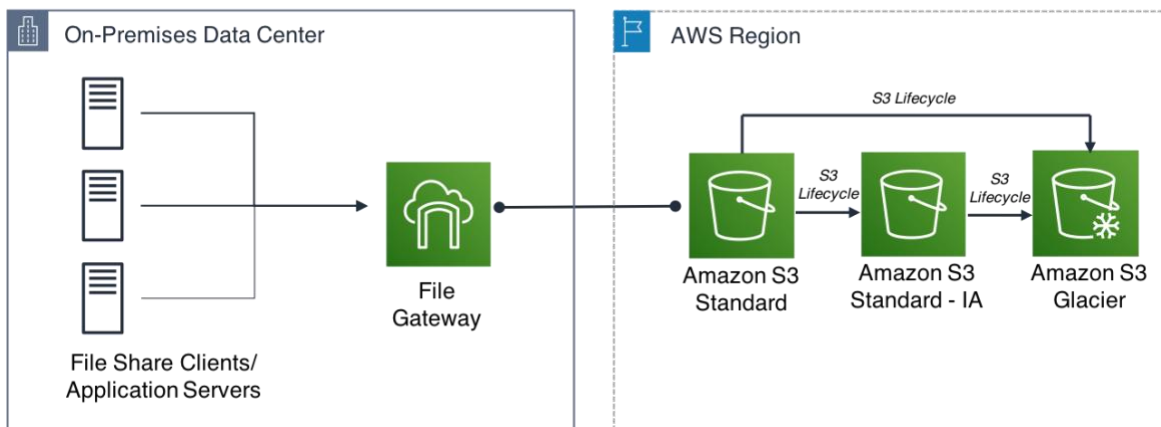 On-Premises Data Center
File Share Clients/
Application Servers
File
Gateway
AWS Region
S3 Lifecycle
S3
Lifecycle
S3
Lifecycle
Amazon S3
Standard
Amazon S3
Standard - IA
Amazon S3
Glacier